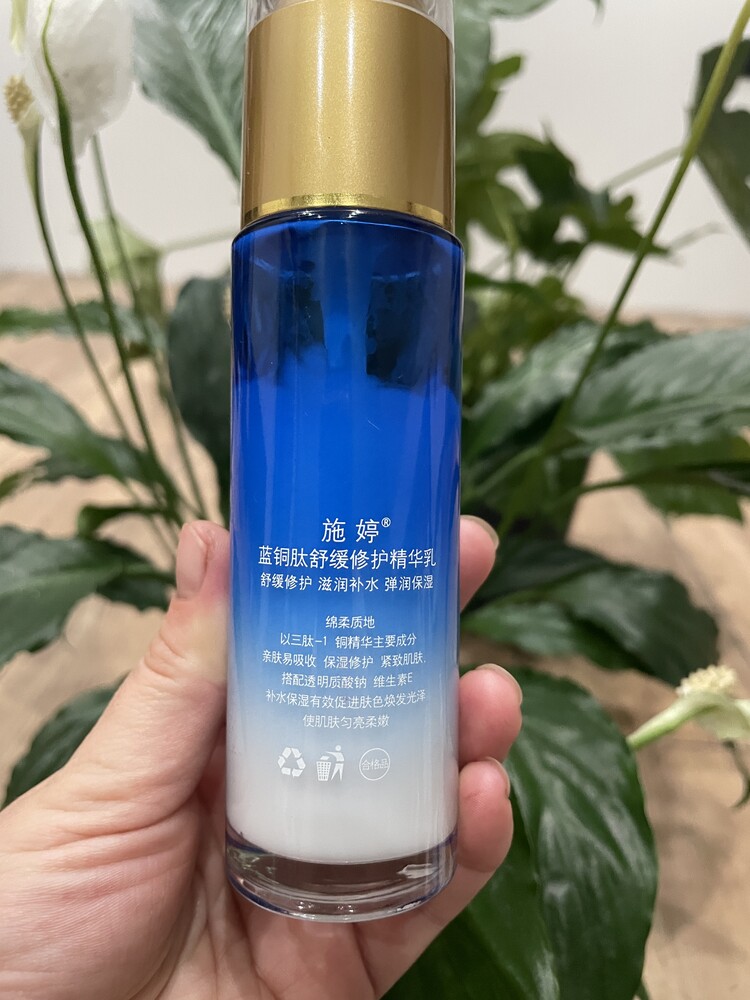 施婷®
蓝铜肽舒缓修护精华乳
舒缓修护 滋润补水 弹润保湿
绵柔质地
以三肽-1 铜精华主要成分
亲肤易吸收 保湿修护 紧致肌肤,
搭配透明质酸钠 维生素E
补水保湿有效促进肤色焕发光泽
使肌肤匀亮柔嫩
合格品